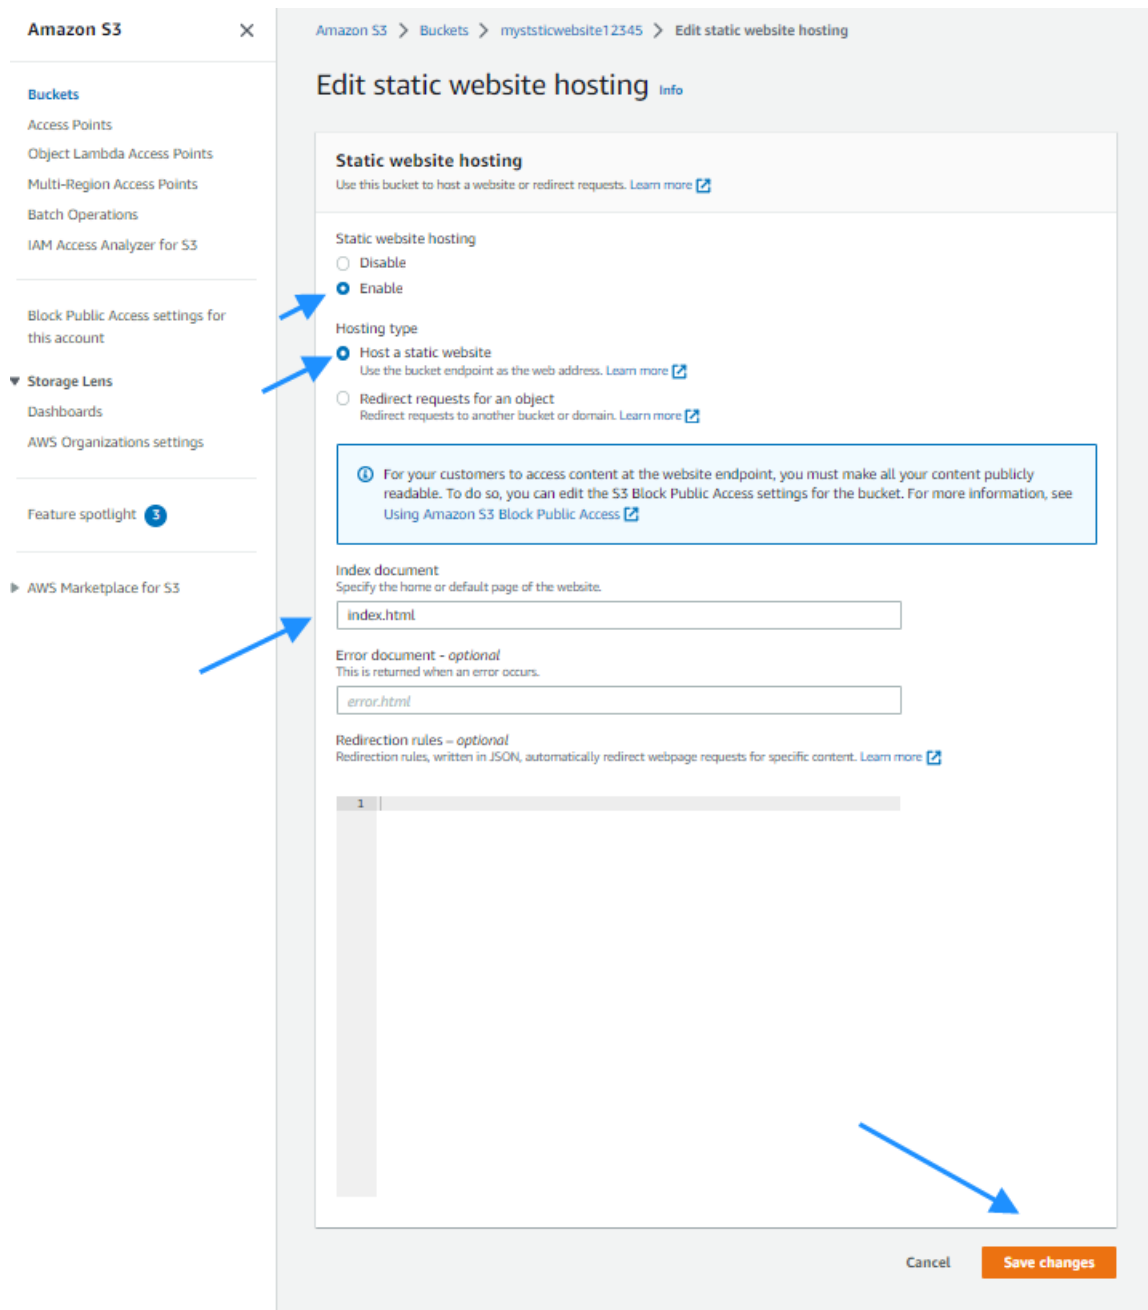 Amazon S3
Buckets
Access Points
Object Lambda Access Points
Multi-Region Access Points
Batch Operations
IAM Access Analyzer for S3
Block Public Access settings for
this account
Storage Lens
Dashboards
AWS Organizations settings
Feature spotlight 3
AWS Marketplace for S3
Amazon S3 > Buckets > myststicwebsite12345 > Edit static website hosting
Edit static website hosting Info
Static website hosting
Use this bucket to host a website or redirect requests. Learn more
Static website hosting
Disable
Enable
Hosting type
Host a static website
Use the bucket endpoint as the web address. Learn more
Redirect requests for an object
Redirect requests to another bucket or domain. Learn more
For your customers to access content at the website endpoint, you must make all your content publicly
readable. To do so, you can edit the S3 Block Public Access settings for the bucket. For more information, see
Using Amazon S3 Block Public Access
Index document
Specify the home or default page of the website.
index.html
Error document - optional
This is returned when an error occurs.
error.html
Redirection rules – optional
Redirection rules, written in JSON, automatically redirect webpage requests for specific content. Learn more
1
Cancel
Save changes